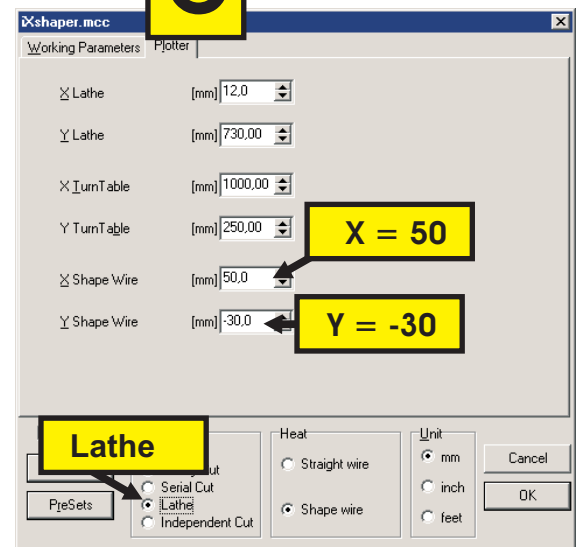 iXshaper.mcc
Working Parameters Plotter
X Lathe [mm] 12,0
Y Lathe [mm] 730,00
X TurnTable [mm] 1000,00
Y TurnTable [mm] 250,00
X = 50
X Shape Wire [mm] 50,0
Y Shape Wire [mm] -30,0
Y = -30
Lathe
Heat
Unit
Straight wire
mm
Cancel
Serial Cut
inch
PreSets
Lathe
Shape wire
OK
Independent Cut
feet